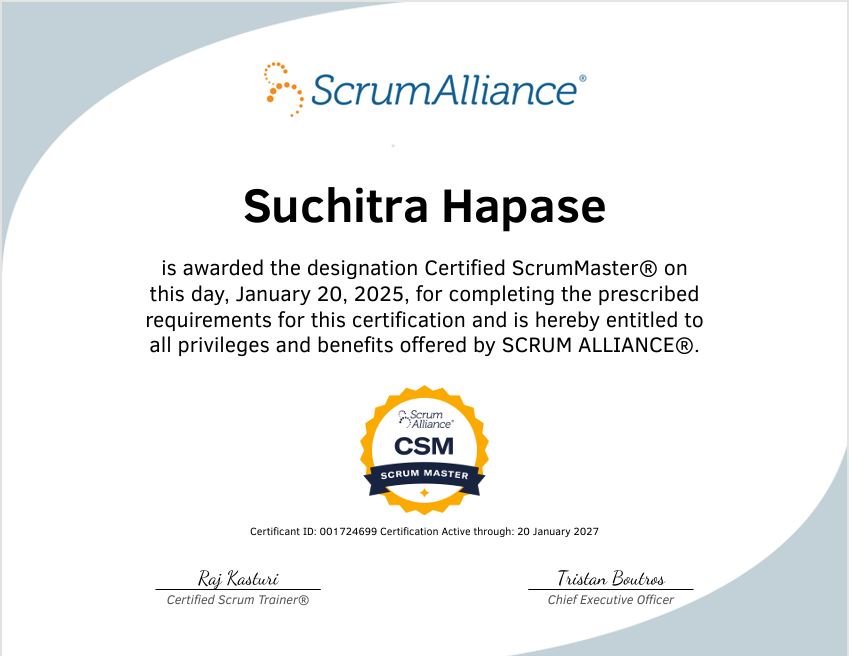 ScrumAlliance®
Suchitra Hapase
is awarded the designation Certified ScrumMaster® on
this day, January 20, 2025, for completing the prescribed
requirements for this certification and is hereby entitled to
all privileges and benefits offered by SCRUM ALLIANCE®.
Scrum
Alliance®
CSM
SCRUM MASTER
Certificant ID: 001724699 Certification Active through: 20 January 2027
Raj Kasturi
Tristan Boutros
Certified Scrum Trainer®
Chief Executive Officer